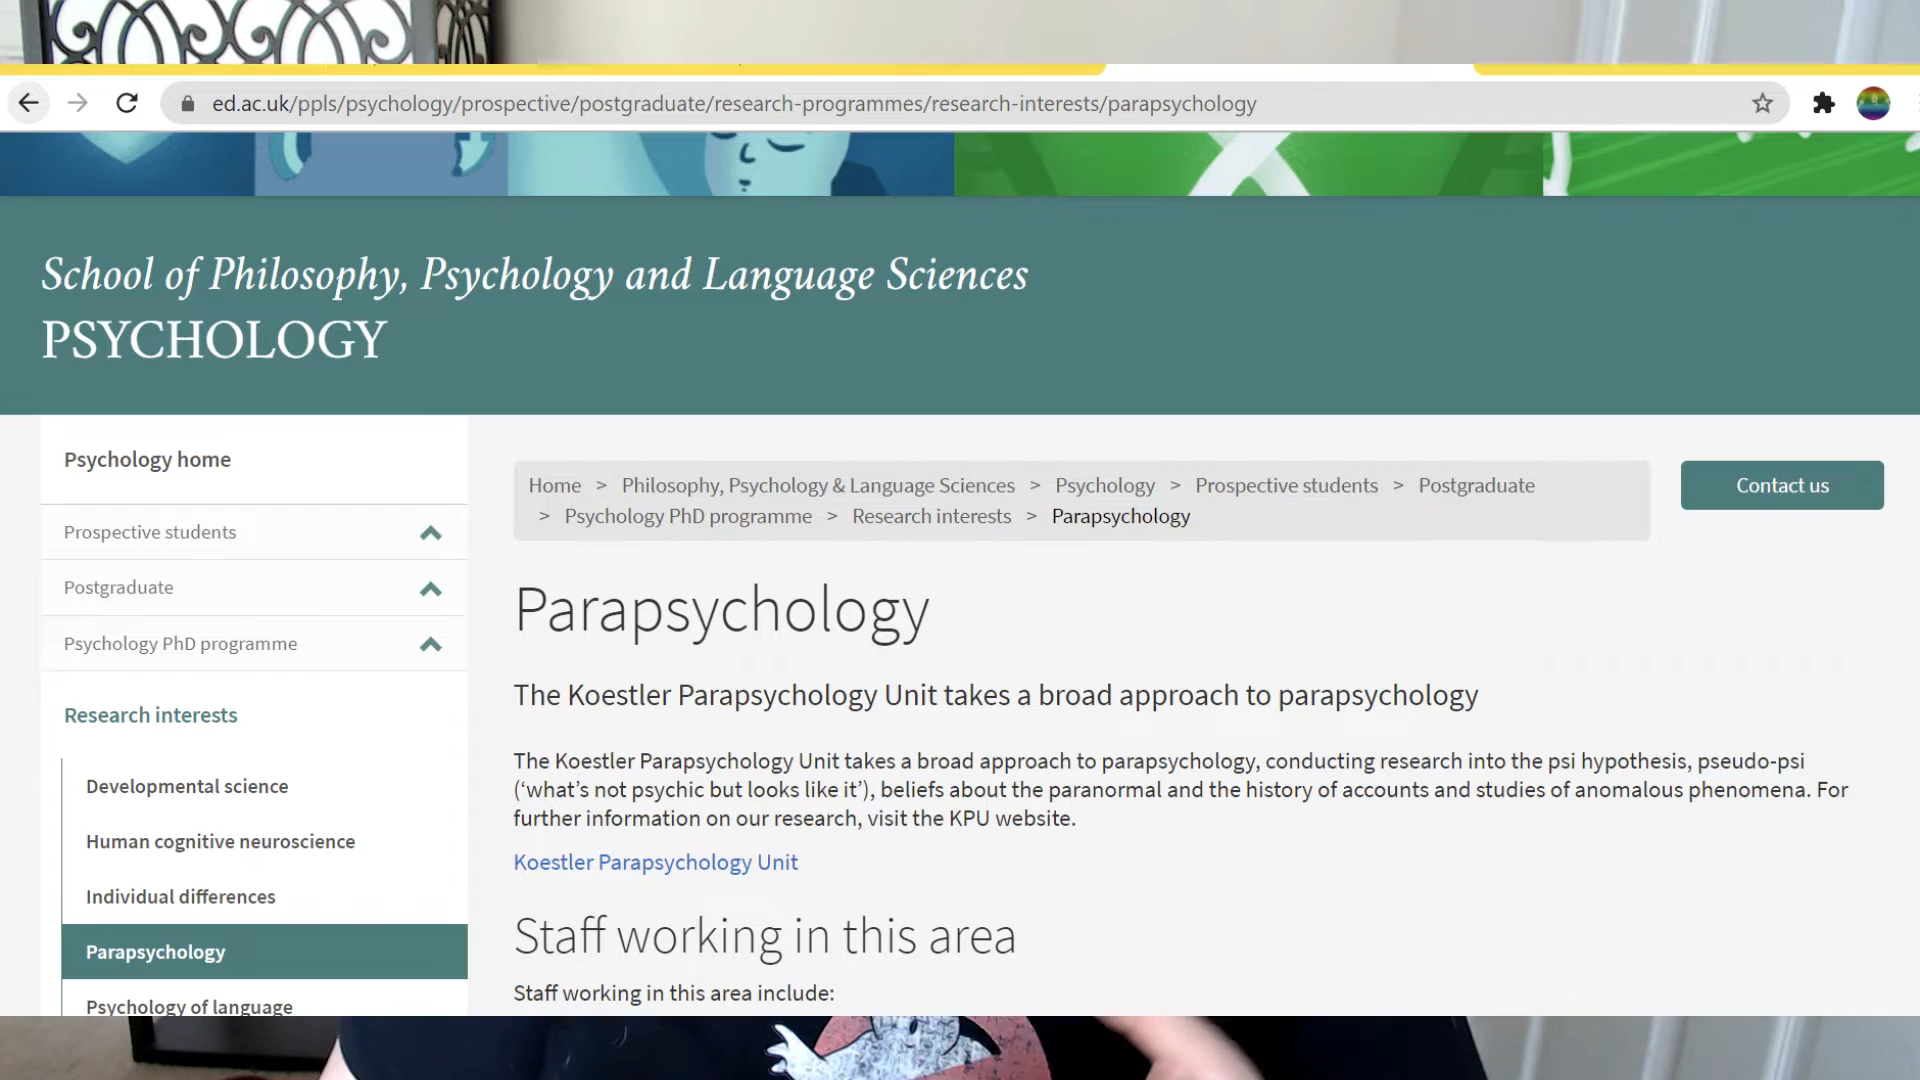 ed.ac.uk/ppls/psychology/prospective/postgraduate/research-programmes/research-interests/parapsychology
School of Philosophy, Psychology and Language Sciences
PSYCHOLOGY
Psychology home
Prospective students
Postgraduate
Psychology PhD programme
Research interests
Developmental science
Human cognitive neuroscience
Individual differences
Parapsychology
Psychology of language
Home > Philosophy, Psychology & Language Sciences > Psychology > Prospective students > Postgraduate
> Psychology PhD programme > Research interests > Parapsychology
Contact us
Parapsychology
The Koestler Parapsychology Unit takes a broad approach to parapsychology
The Koestler Parapsychology Unit takes a broad approach to parapsychology, conducting research into the psi hypothesis, pseudo-psi
(‘what’s not psychic but looks like it’), beliefs about the paranormal and the history of accounts and studies of anomalous phenomena. For
further information on our research, visit the KPU website.
Koestler Parapsychology Unit
Staff working in this area
Staff working in this area include: